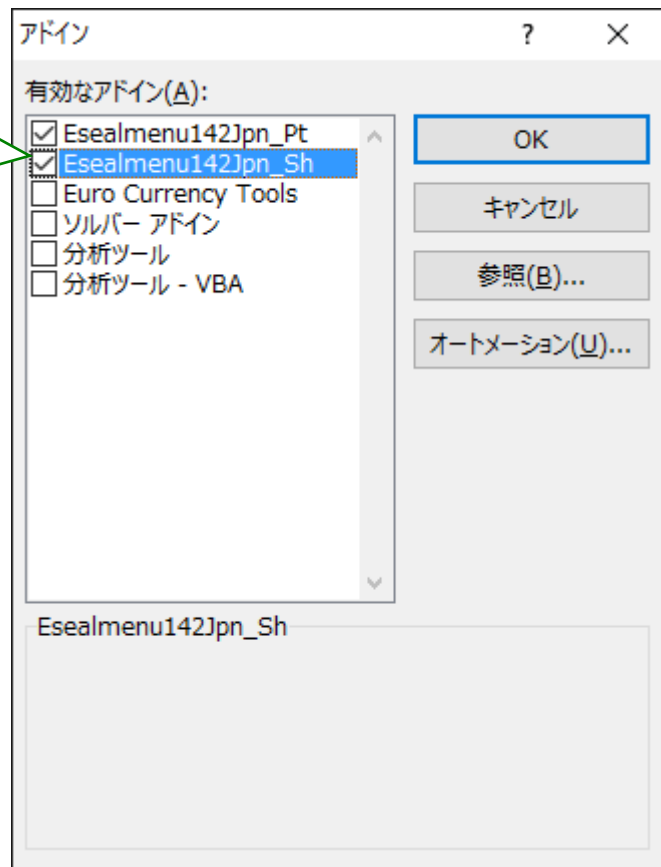 アドイン
有効なアドイン(A):
Esealmenu142Jpn_Pt
Esealmenu142Jpn_Sh
Euro Currency Tools
ソルバー アドイン
分析ツール
分析ツール - VBA
OK
キャンセル
参照(B)...
オートメーション(U)...
Esealmenu142Jpn_Sh